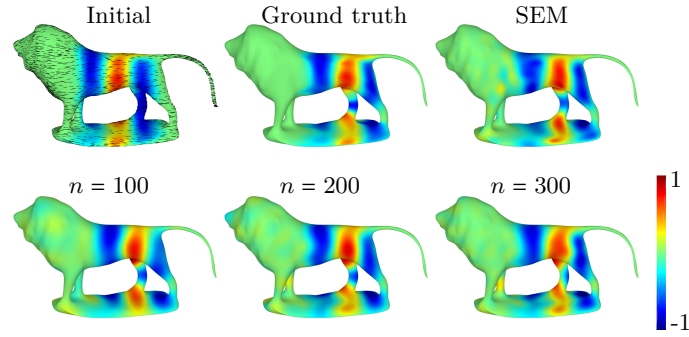 Initial
Ground truth
SEM
n = 100
n = 200
n = 300
1
-1